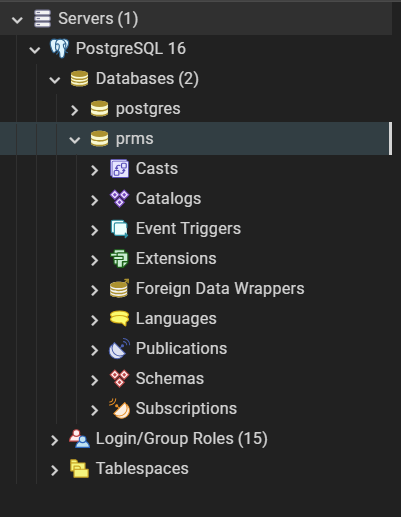 Servers (1)
PostgreSQL 16
Databases (2)
postgres
prms
Casts
Catalogs
Event Triggers
Extensions
Foreign Data Wrappers
Languages
Publications
Schemas
Subscriptions
Login/Group Roles (15)
Tablespaces